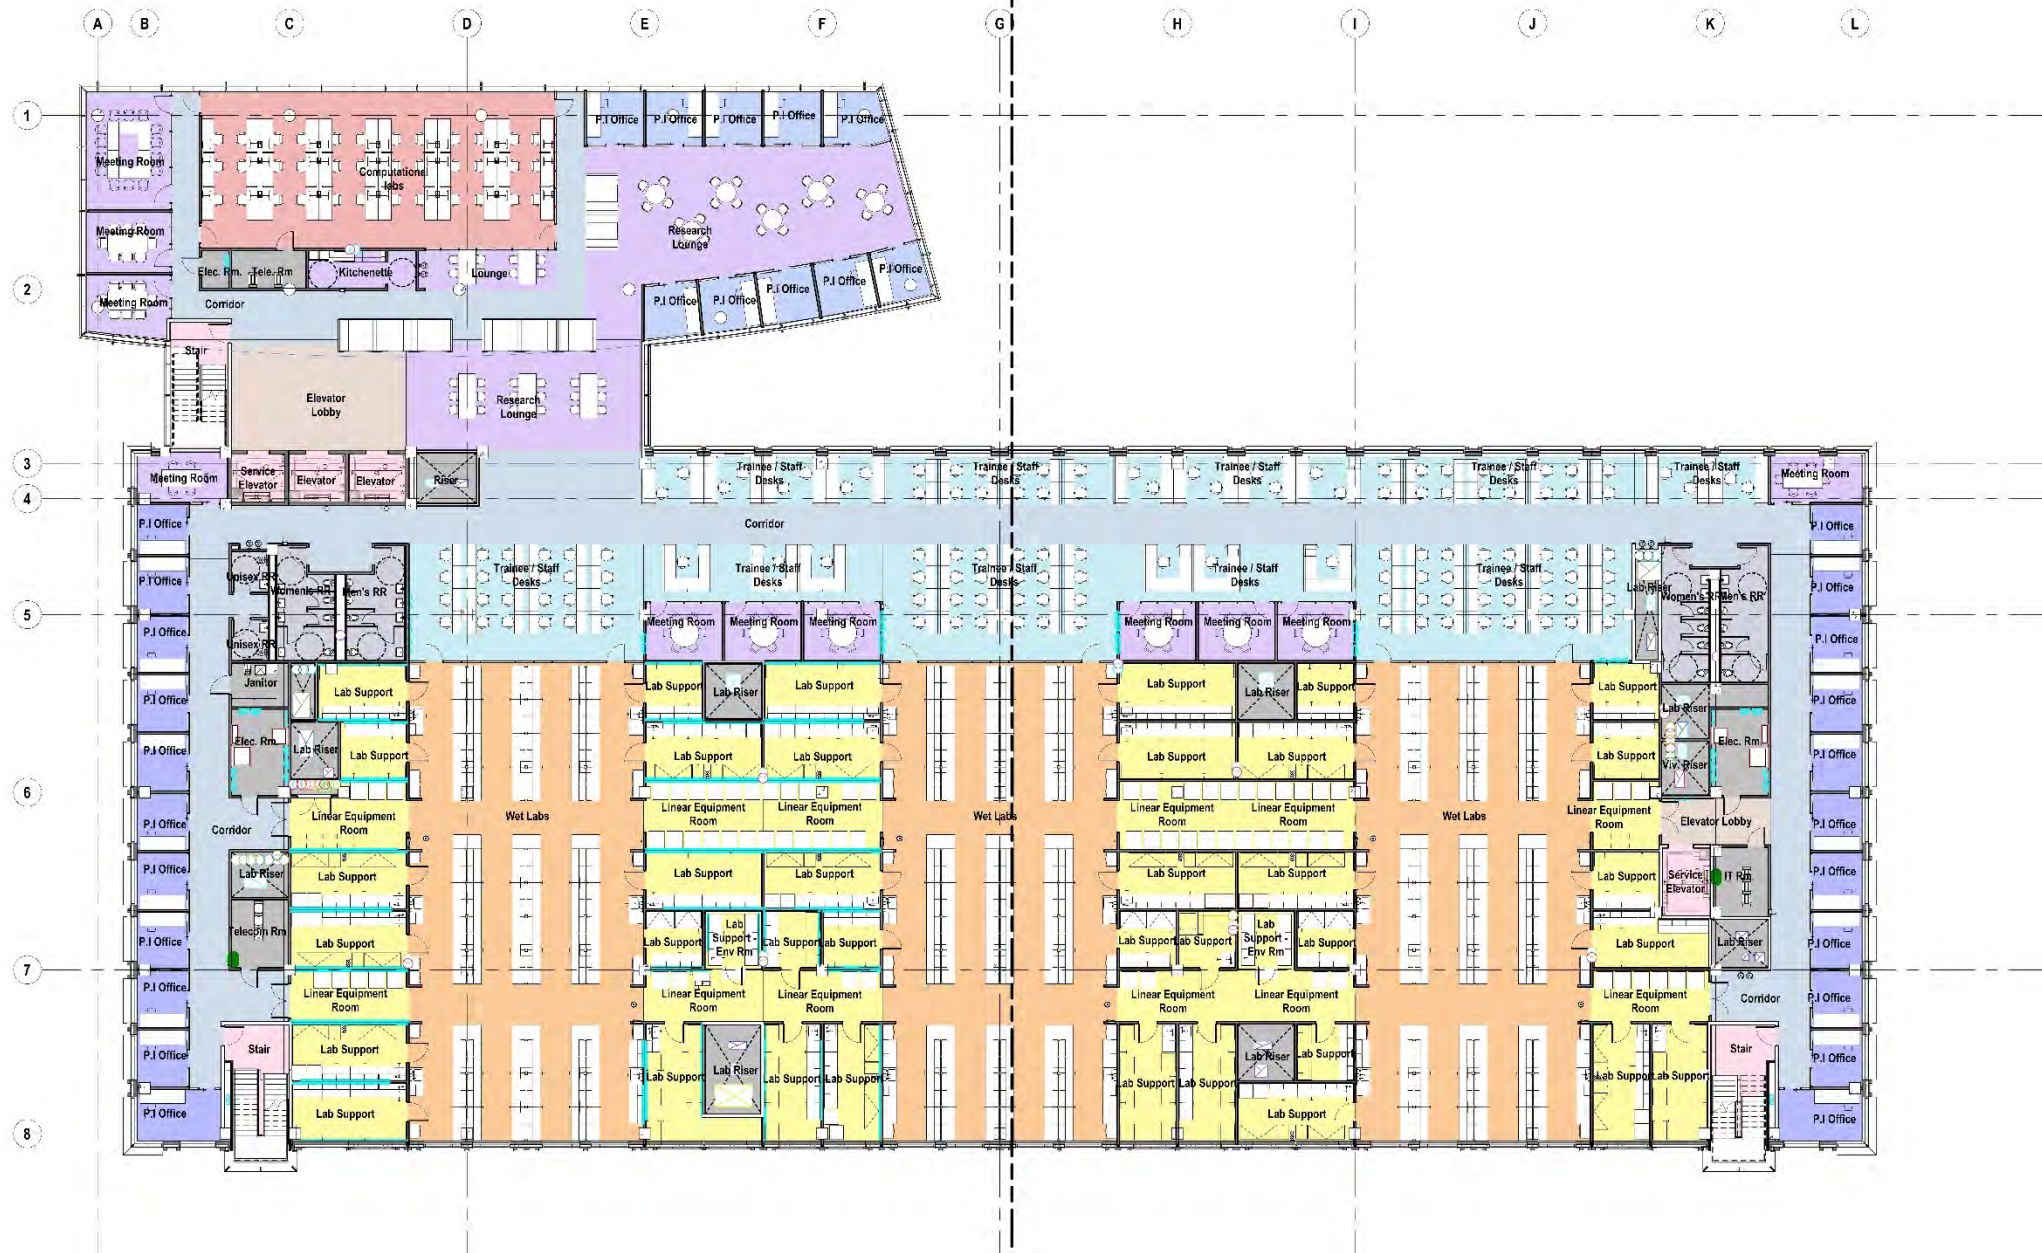 A B C D E F G H I J K L
1
P.I Office P.I Office P.I Office P.I Office P.I Office
Meeting Room
Computational
labs
Meeting Room
Research
Lounge
Elec. Rm. Tele. Rm Kitchenette Lounge
P.I Office
P.I Office
P.I Office
P.I Office
P.I Office
2
Meeting Room
Corridor
Stair
Elevator
Lobby
Research
Lounge
3
Meeting Room
Service
Elevator
Elevator
Elevator
Riser
Trainee / Staff
Desks
Trainee / Staff
Desks
Trainee / Staff
Desks
Trainee / Staff
Desks
Trainee / Staff
Desks
Meeting Room
4
P.I Office
Corridor
P.I Office
P.I Office
Unisex RR
Women's RR
Men's RR
Trainee / Staff
Desks
Trainee / Staff
Desks
Trainee / Staff
Desks
Trainee / Staff
Desks
Trainee / Staff
Desks
Lab Riser
Women's RR
Men's RR
P.I Office
5
P.I Office
Unisex RR
Meeting Room Meeting Room Meeting Room
Meeting Room Meeting Room Meeting Room
P.I Office
P.I Office
Janitor
Lab Support
Lab Support
Lab Riser
Lab Support
Lab Support
Lab Riser
Lab Support
Lab Support
P.I Office
P.I Office
Elec. Rm.
Lab Riser
Lab Support
Lab Support
Lab Support
Lab Support
Lab Support
Lab Support
Lab Riser
Viv. Riser
Elec. Rm.
P.I Office
6
P.I Office
Corridor
Linear Equipment
Room
Wet Labs
Linear Equipment
Room
Linear Equipment
Room
Wet Labs
Linear Equipment
Room
Linear Equipment
Room
Wet Labs
Linear Equipment
Room
Elevator Lobby
P.I Office
P.I Office
Lab Riser
Lab Support
Lab Support
Lab Support
Lab Support
Lab Support
Lab Support
Service
Elevator
IT Rm.
P.I Office
P.I Office
Telecom Rm
Lab Support
Lab Support
Lab
Support -
Env Rm
Lab Support
Lab Support
Lab Support
Lab Support
Lab
Support -
Env Rm
Lab Support
Lab Support
Lab Riser
P.I Office
7
P.I Office
Linear Equipment
Room
Linear Equipment
Room
Linear Equipment
Room
Linear Equipment
Room
Linear Equipment
Room
Linear Equipment
Room
Corridor
P.I Office
P.I Office
Stair
Lab Support
Lab Support
Lab Riser
Lab Support
Lab Support
Lab Support
Lab Support
Lab Riser
Lab Support
Lab Support
Lab Support
Stair
P.I Office
8
P.I Office
Lab Support
Lab Support
P.I Office